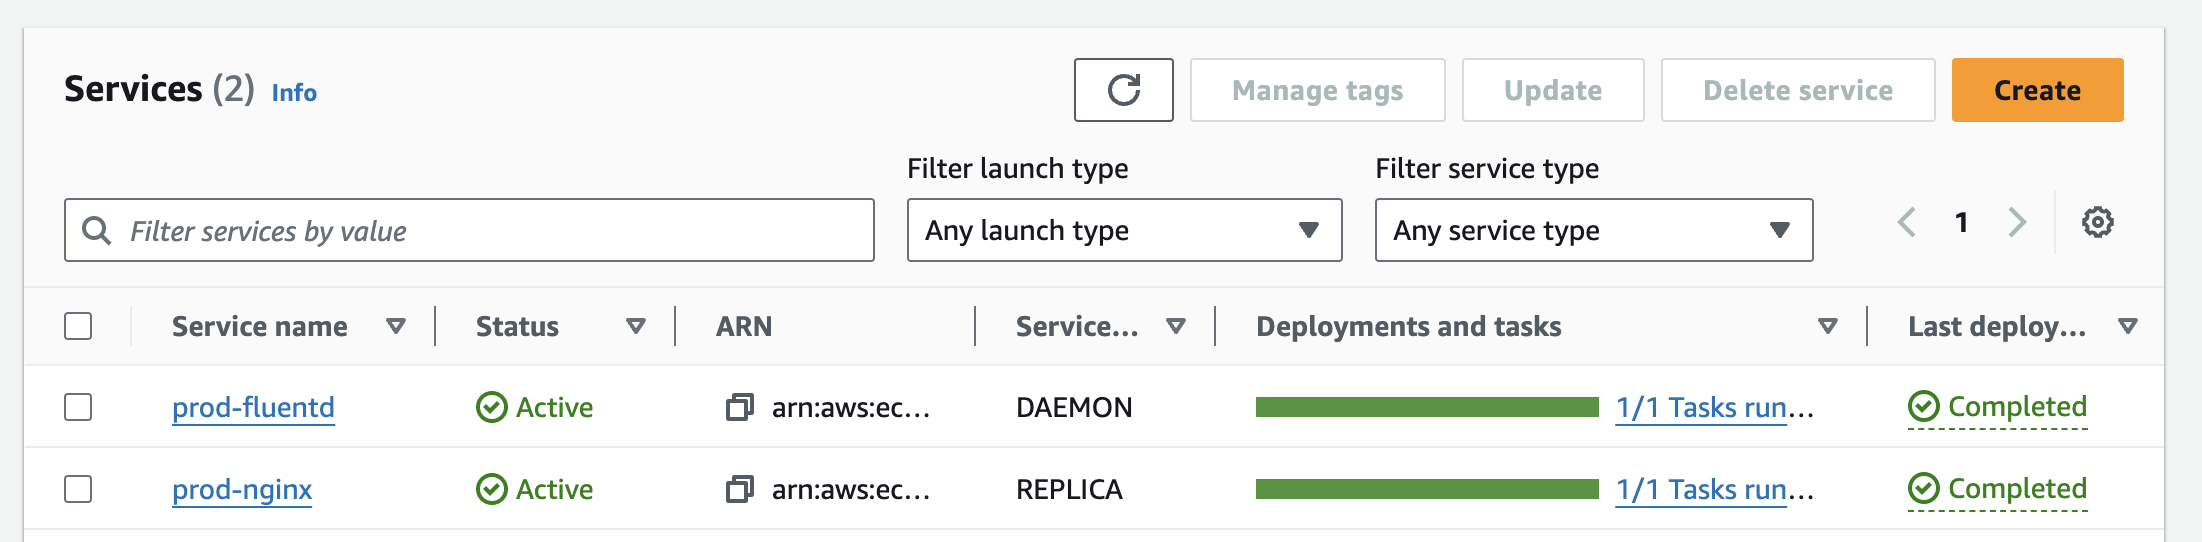 Services (2) Info
Manage tags
Update
Delete service
Create
Filter launch type
Filter service type
Filter services by value
Any launch type
Any service type
1
Service name Status ARN Service... Deployments and tasks Last deploy...
prod-fluentd Active arn:aws:ec... DAEMON 1/1 Tasks run... Completed
prod-nginx Active arn:aws:ec... REPLICA 1/1 Tasks run... Completed